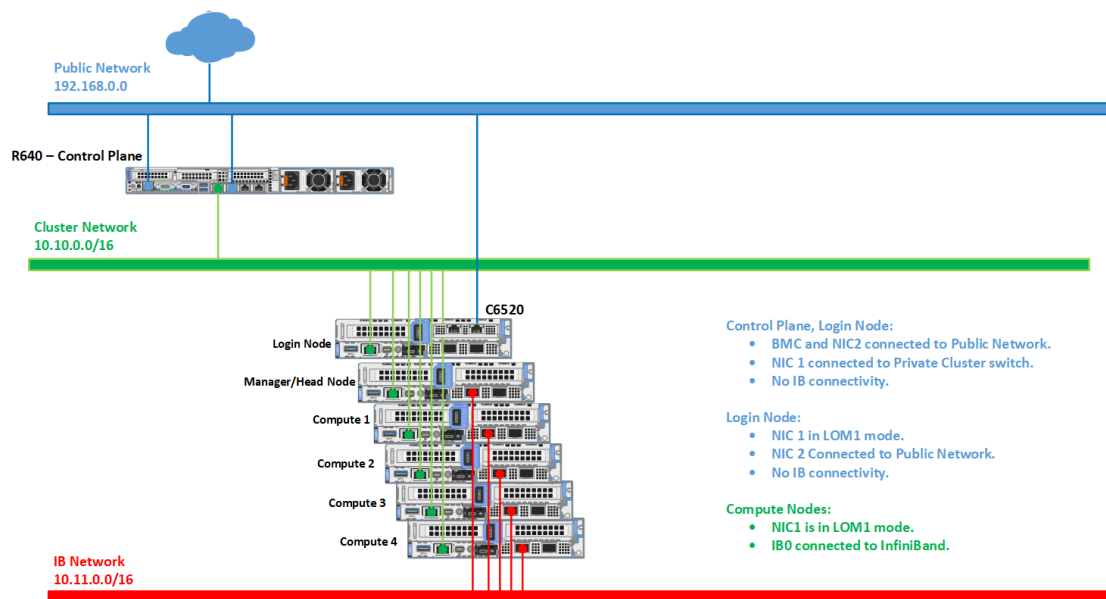 Public Network
192.168.0.0
R640 – Control Plane
Cluster Network
10.10.0.0/16
C6520
Login Node
Manager/Head Node
Compute 1
Compute 2
Compute 3
Compute 4
Control Plane, Login Node:
• BMC and NIC2 connected to Public Network.
• NIC 1 connected to Private Cluster switch.
• No IB connectivity.
Login Node:
• NIC 1 in LOM1 mode.
• NIC 2 Connected to Public Network.
• No IB connectivity.
Compute Nodes:
• NIC1 is in LOM1 mode.
• IB0 connected to InfiniBand.
IB Network
10.11.0.0/16